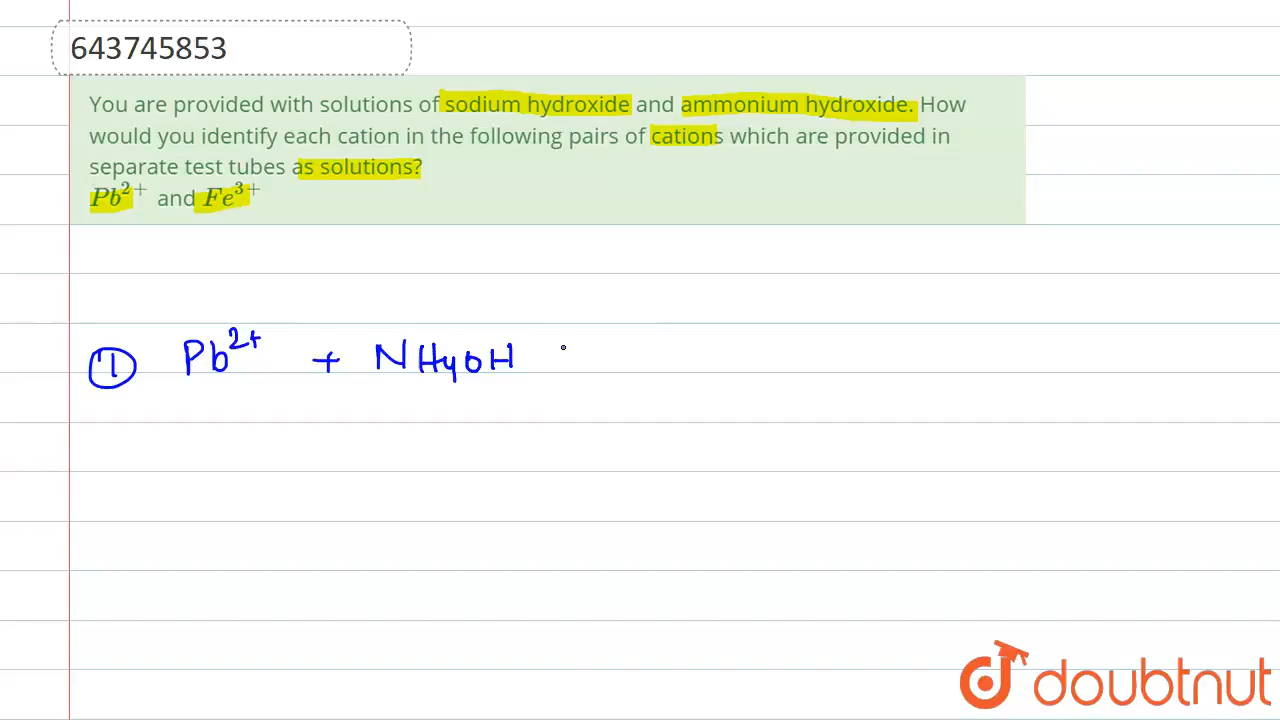 643745853
You are provided with solutions of sodium hydroxide and ammonium hydroxide. How
would you identify each cation in the following pairs of cations which are provided in
separate test tubes as solutions?
Pb²⁺ and Fe³⁺
① Pb²⁺ + NH4OH
doubtnut